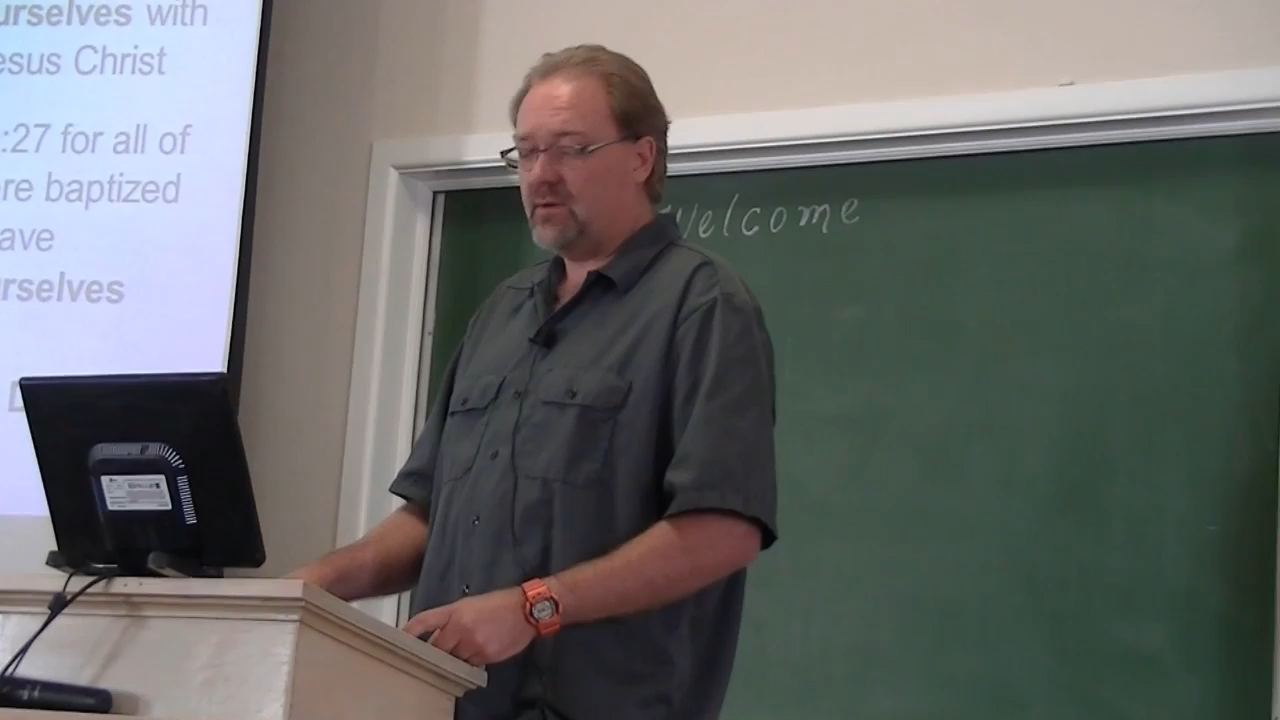 urselves with
esus Christ
:27 for all of
re baptized
ave
urselves
Welcome